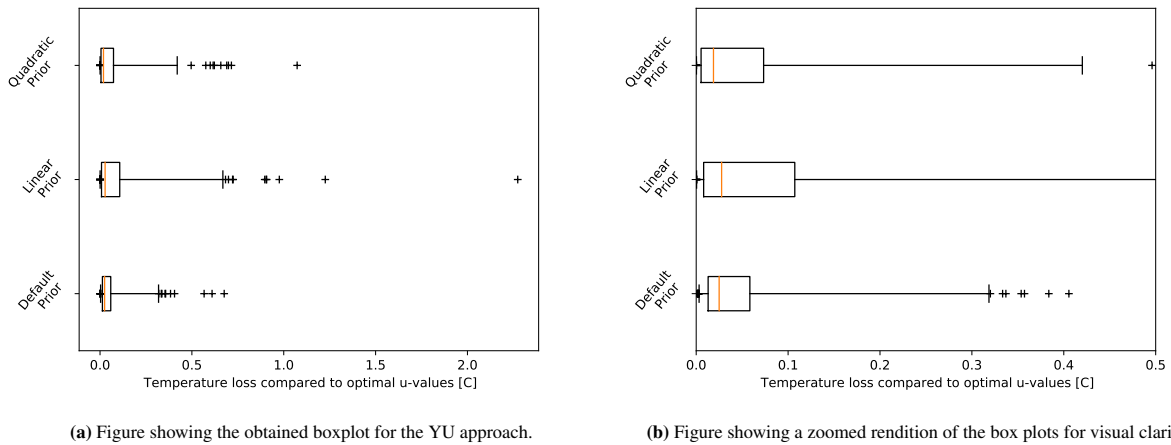 Quadratic
Prior
Linear
Prior
Default
Prior
0.0 0.5 1.0 1.5 2.0
Temperature loss compared to optimal u-values [C]
(a) Figure showing the obtained boxplot for the YU approach.
Quadratic
Prior
Linear
Prior
Default
Prior
0.0 0.1 0.2 0.3 0.4 0.5
Temperature loss compared to optimal u-values [C]
(b) Figure showing a zoomed rendition of the box plots for visual clari